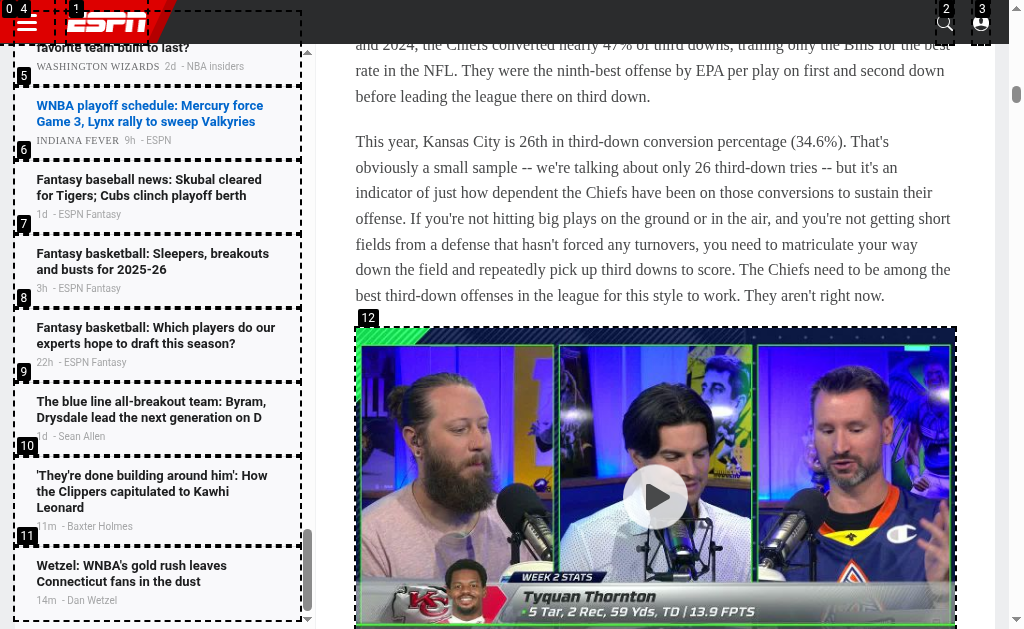 0 4 1 2 3
ESPN
favorite team built to last?
WASHINGTON WIZARDS 2d - NBA insiders
5
WNBA playoff schedule: Mercury force
Game 3, Lynx rally to sweep Valkyries
INDIANA FEVER 9h - ESPN
6
Fantasy baseball news: Skubal cleared
for Tigers; Cubs clinch playoff berth
1d - ESPN Fantasy
7
Fantasy basketball: Sleepers, breakouts
and busts for 2025-26
3h - ESPN Fantasy
8
Fantasy basketball: Which players do our
experts hope to draft this season?
22h - ESPN Fantasy
9
The blue line all-breakout team: Byram,
Drysdale lead the next generation on D
1d - Sean Allen
10
'They're done building around him': How
the Clippers capitulated to Kawhi
Leonard
11m - Baxter Holmes
11
Wetzel: WNBA's gold rush leaves
Connecticut fans in the dust
14m - Dan Wetzel
and 2024, the Chiefs converted nearly 47% of third downs, trailing only the Bills for the best
rate in the NFL. They were the ninth-best offense by EPA per play on first and second down
before leading the league there on third down.
This year, Kansas City is 26th in third-down conversion percentage (34.6%). That's
obviously a small sample -- we're talking about only 26 third-down tries -- but it's an
indicator of just how dependent the Chiefs have been on those conversions to sustain their
offense. If you're not hitting big plays on the ground or in the air, and you're not getting short
fields from a defense that hasn't forced any turnovers, you need to matriculate your way
down the field and repeatedly pick up third downs to score. The Chiefs need to be among the
best third-down offenses in the league for this style to work. They aren't right now.
12
WEEK 2 STATS
Tyquan Thornton
• 5 Tar, 2 Rec, 59 Yds, TD | 13.9 FPTS
KC